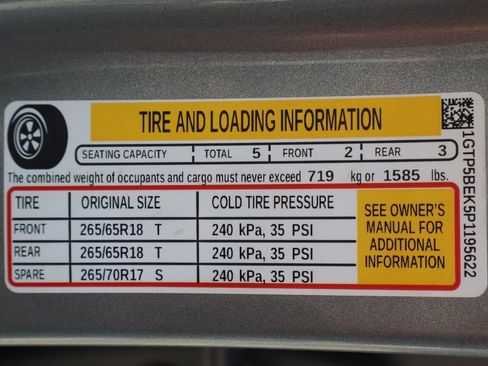 TIRE AND LOADING INFORMATION
SEATING CAPACITY TOTAL 5 FRONT 2 REAR 3
The combined weight of occupants and cargo must never exceed 719 kg or 1585 lbs.
TIRE ORIGINAL SIZE COLD TIRE PRESSURE
FRONT 265/65R18 T 240 kPa, 35 PSI
REAR 265/65R18 T 240 kPa, 35 PSI
SPARE 265/70R17 S 240 kPa, 35 PSI
SEE OWNER'S
MANUAL FOR
ADDITIONAL
INFORMATION
1GTP5BEKSP1195622